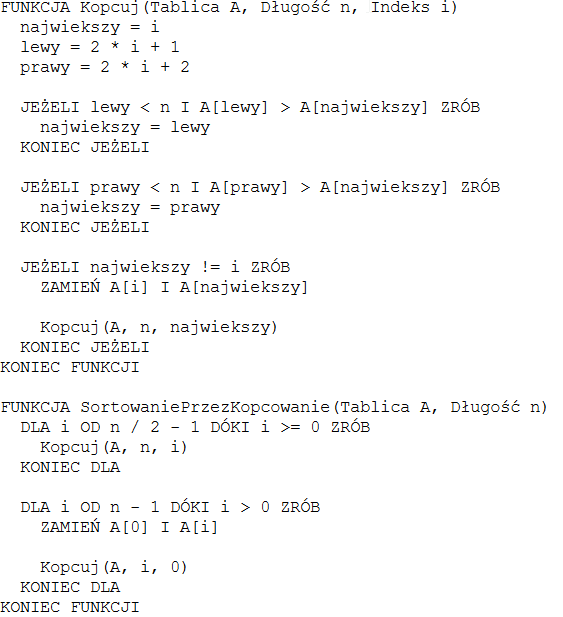 FUNKCJA Kopcuj(Tablica A, Długość n, Indeks i)
  najwiekszy = i
  lewy = 2 * i + 1
  prawy = 2 * i + 2

  JEŻELI lewy < n I A[lewy] > A[najwiekszy] ZRÓB
    najwiekszy = lewy
  KONIEC JEŻELI

  JEŻELI prawy < n I A[prawy] > A[najwiekszy] ZRÓB
    najwiekszy = prawy
  KONIEC JEŻELI

  JEŻELI najwiekszy != i ZRÓB
    ZAMIEŃ A[i] I A[najwiekszy]

    Kopcuj(A, n, najwiekszy)
  KONIEC JEŻELI
KONIEC FUNKCJI

FUNKCJA SortowaniePrzezKopcowanie(Tablica A, Długość n)
  DLA i OD n / 2 - 1 DÓKI i >= 0 ZRÓB
    Kopcuj(A, n, i)
  KONIEC DLA

  DLA i OD n - 1 DÓKI i > 0 ZRÓB
    ZAMIEŃ A[0] I A[i]

    Kopcuj(A, i, 0)
  KONIEC DLA
KONIEC FUNKCJI